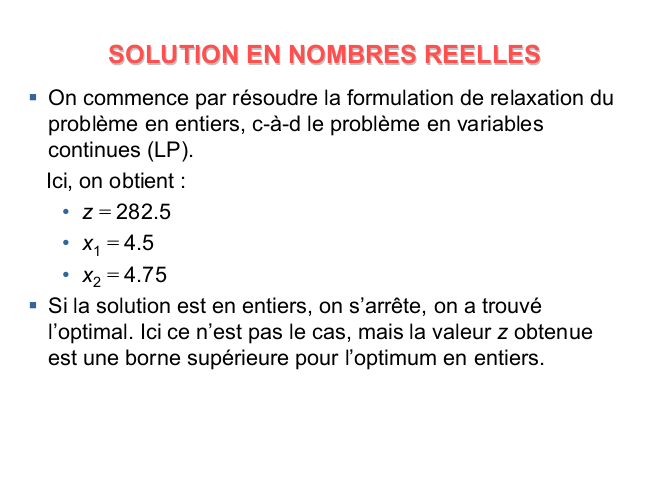 SOLUTION EN NOMBRES REELLES
▪ On commence par résoudre la formulation de relaxation du
problème en entiers, c-à-d le problème en variables
continues (LP).
Ici, on obtient :
• z = 282.5
• x₁ = 4.5
• x₂ = 4.75
▪ Si la solution est en entiers, on s’arrête, on a trouvé
l’optimal. Ici ce n’est pas le cas, mais la valeur z obtenue
est une borne supérieure pour l’optimum en entiers.